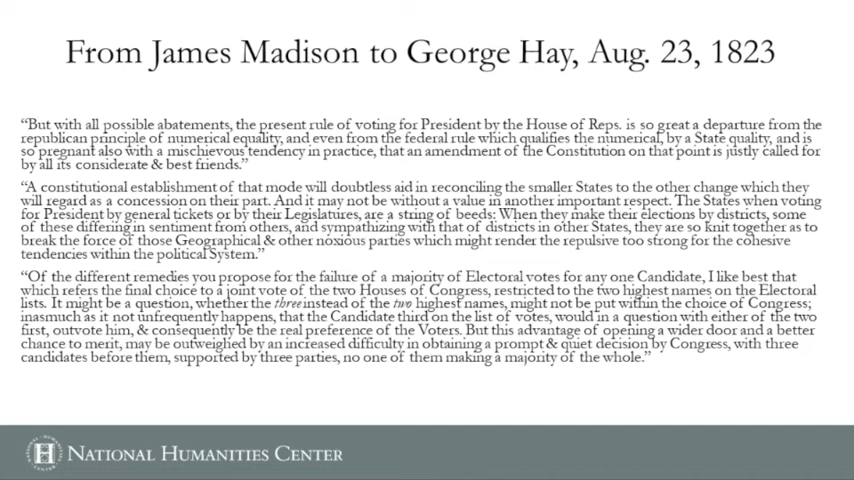 From James Madison to George Hay, Aug. 23, 1823
“But with all possible abatements, the present rule of voting for President by the House of Reps. is so great a departure from the
republican principle of numerical equality, and even from the federal rule which qualifies the numerical, by a State quality, and is
so pregnant also with a mischievous tendency in practice, that an amendment of the Constitution on that point is justly called for
by all its considerate & best friends.”
“A constitutional establishment of that mode will doubtless aid in reconciling the smaller States to the other change which they
will regard as a concession on their part. And it may not be without a value in another important respect. The States when voting
for President by general tickets or by their Legislatures, are a string of beeds: When they make their elections by districts, some
of these differing in sentiment from others, and sympathizing with that of districts in other States, they are so knit together as to
break the force of those Geographical & other noxious parties which might render the repulsive too strong for the cohesive
tendencies within the political System.”
“Of the different remedies you propose for the failure of a majority of Electoral votes for any one Candidate, I like best that
which refers the final choice to a joint vote of the two Houses of Congress, restricted to the two highest names on the Electoral
lists. It might be a question, whether the three instead of the two highest names, might not be put within the choice of Congress;
inasmuch as it not unfrequently happens, that the Candidate third on the list of votes, would in a question with either of the two
first, outvote him, & consequently be the real preference of the Voters. But this advantage of opening a wider door and a better
chance to merit, may be outweighed by an increased difficulty in obtaining a prompt & quiet decision by Congress, with three
candidates before them, supported by three parties, no one of them making a majority of the whole.”
H NATIONAL HUMANITIES CENTER